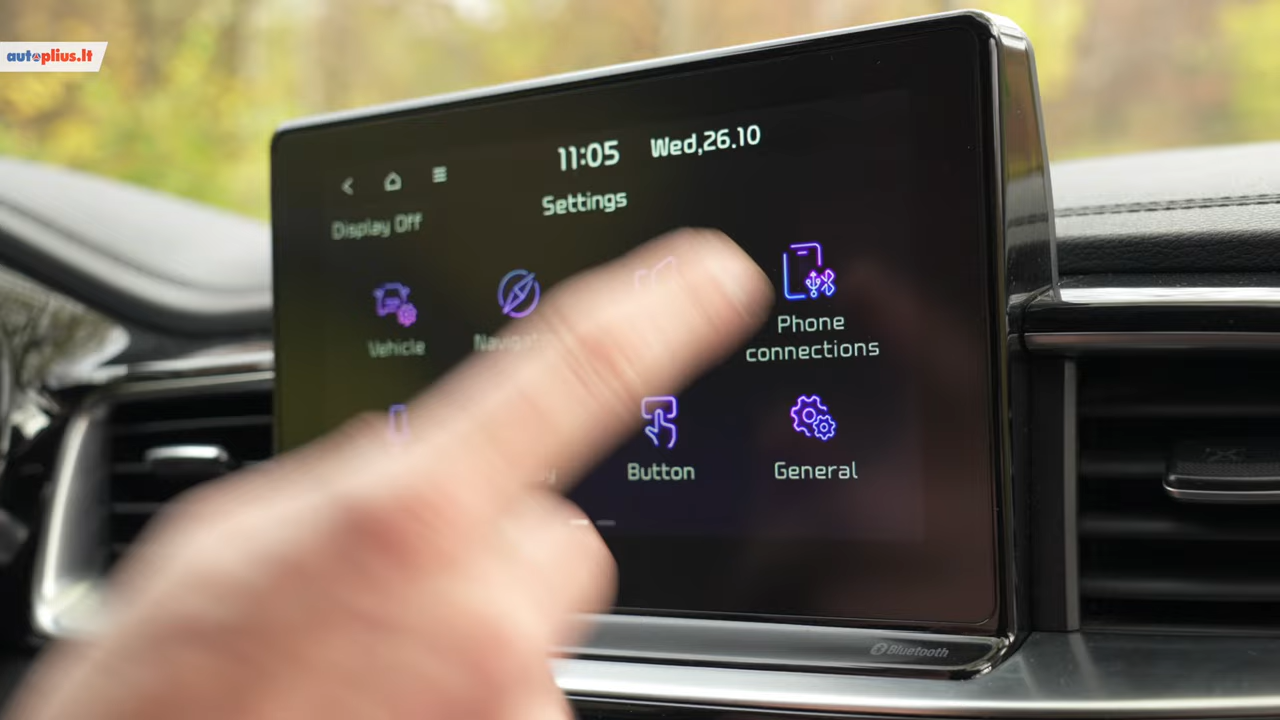 autoplius.lt
11:05 Wed,26.10
Settings
Display Off
Vehicle
Phone
connections
Button
General
Bluetooth